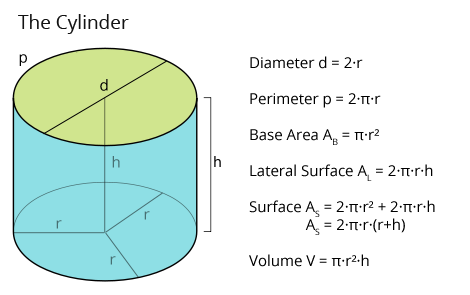 The Cylinder
p
d
h
h
r
r
r
Diameter d = 2·r
Perimeter p = 2·π·r
Base Area A_B = π·r²
Lateral Surface A_L = 2·π·r·h
Surface A_S = 2·π·r² + 2·π·r·h
A_S = 2·π·r·(r+h)
Volume V = π·r²·h